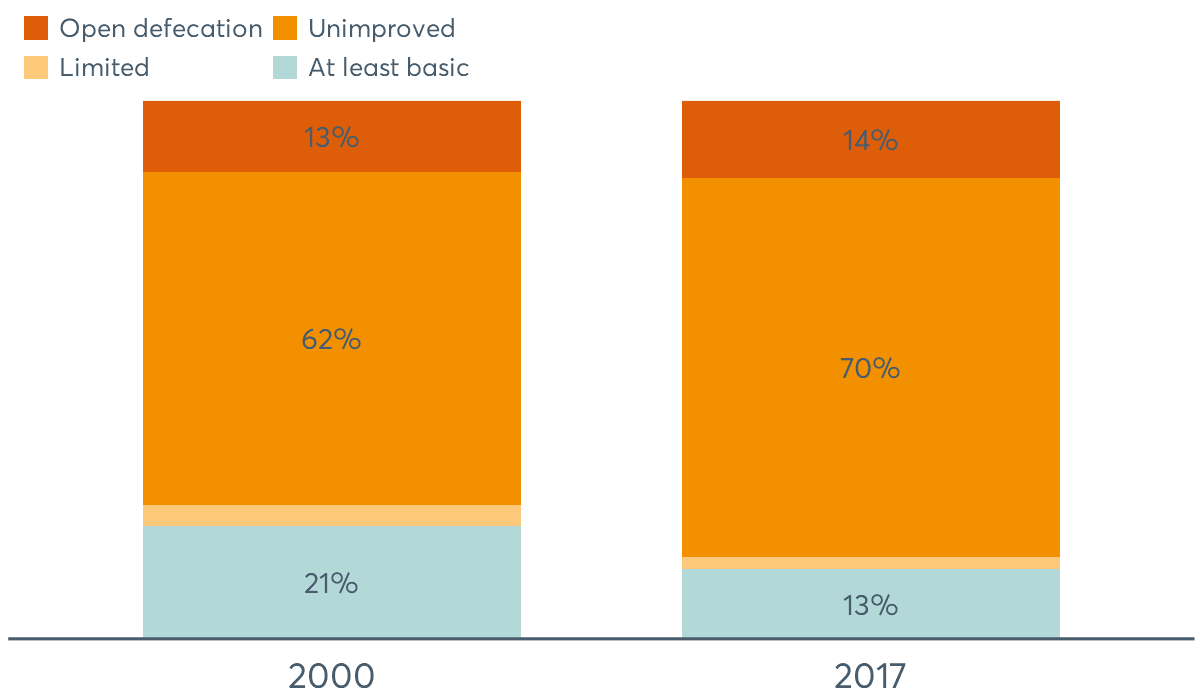 Open defecation Unimproved
Limited At least basic
13% 14%
62% 70%
21% 13%
2000 2017